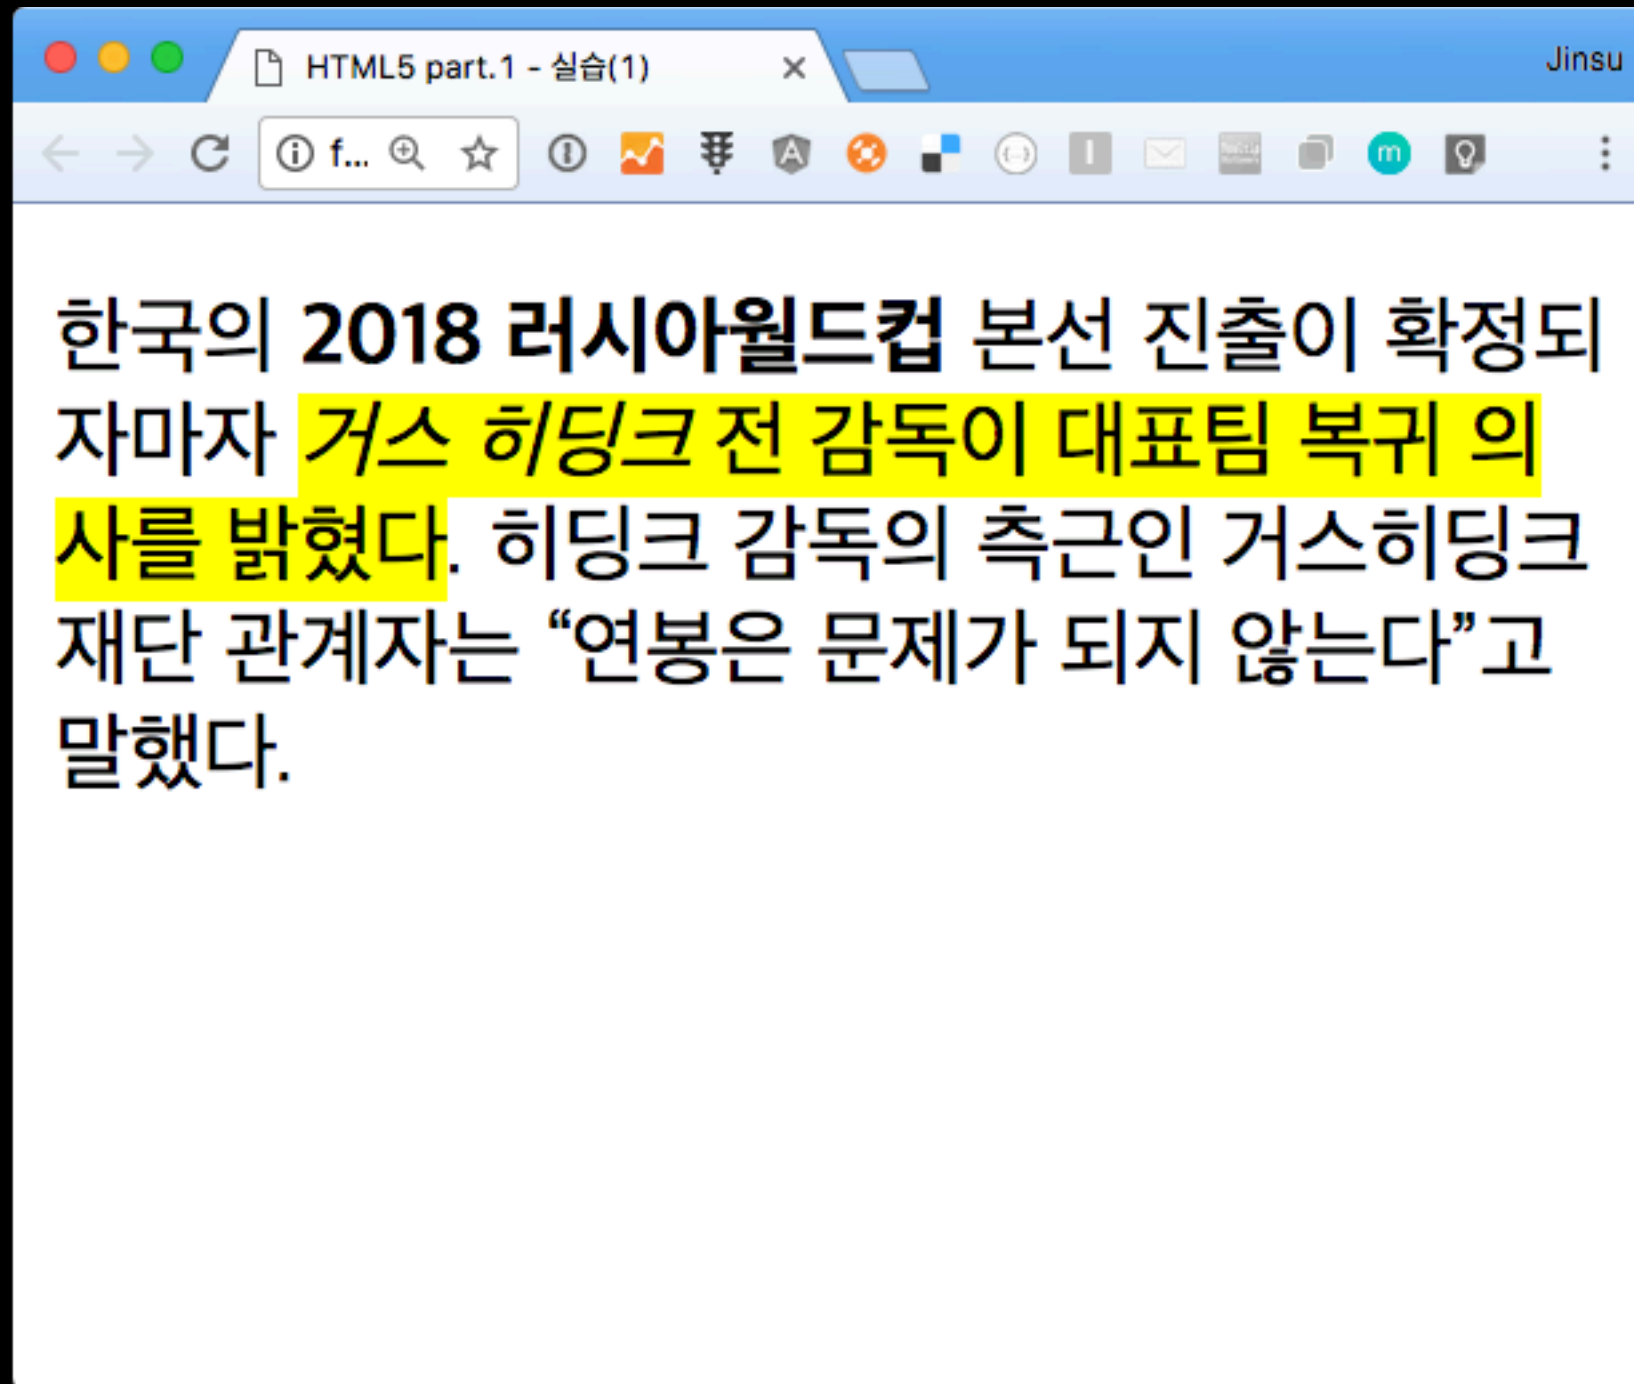 HTML5 part.1 - 실습(1)
Jinsu
f...
한국의 2018 러시아월드컵 본선 진출이 확정되
자마자 거스 히딩크 전 감독이 대표팀 복귀 의
사를 밝혔다. 히딩크 감독의 측근인 거스히딩크
재단 관계자는 “연봉은 문제가 되지 않는다”고
말했다.